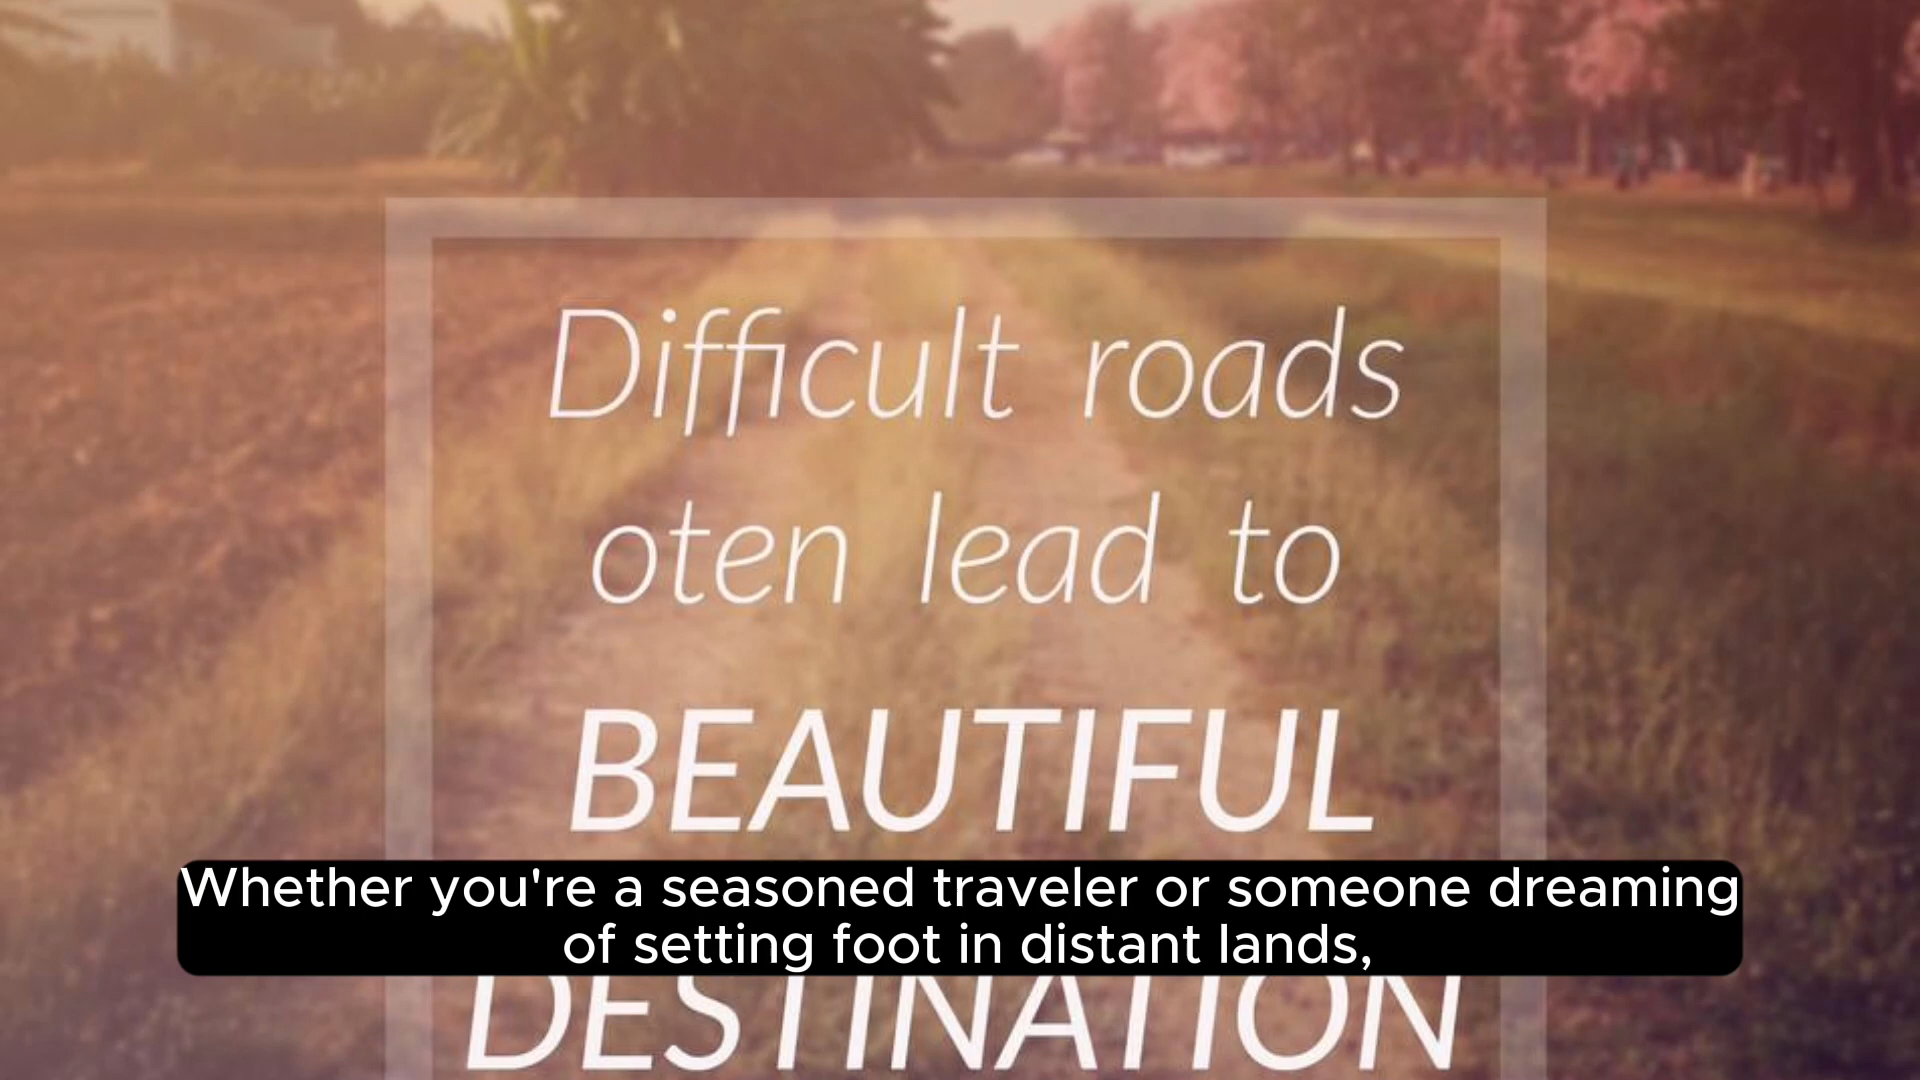 Difficult roads
oten lead to
BEAUTIFUL
Whether you're a seasoned traveler or someone dreaming
of setting foot in distant lands,
DESTINATION